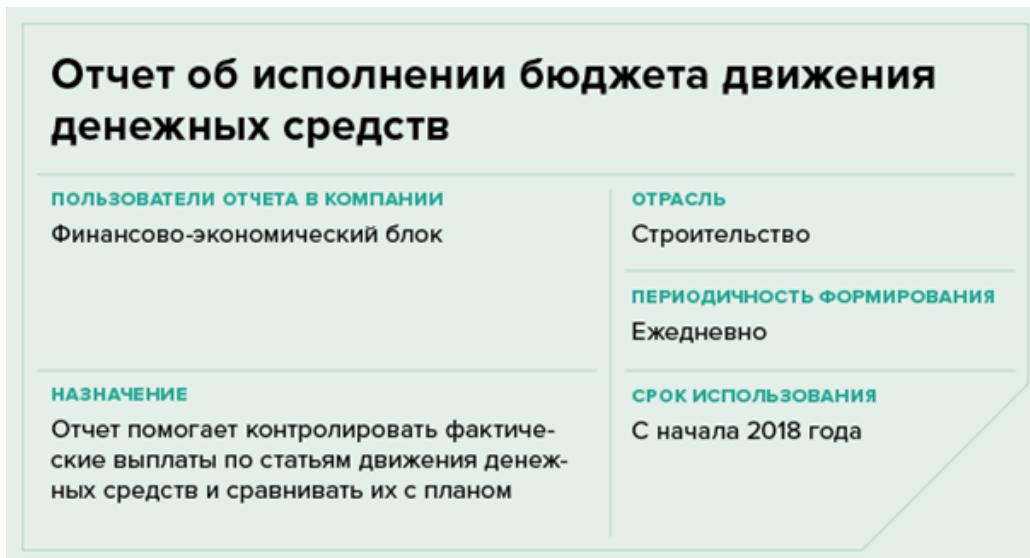 Отчет об исполнении бюджета движения
денежных средств
ПОЛЬЗОВАТЕЛИ ОТЧЕТА В КОМПАНИИ
Финансово-экономический блок
НАЗНАЧЕНИЕ
Отчет помогает контролировать фактиче-
ские выплаты по статьям движения денеж-
ных средств и сравнивать их с планом
ОТРАСЛЬ
Строительство
ПЕРИОДИЧНОСТЬ ФОРМИРОВАНИЯ
Ежедневно
СРОК ИСПОЛЬЗОВАНИЯ
С начала 2018 года